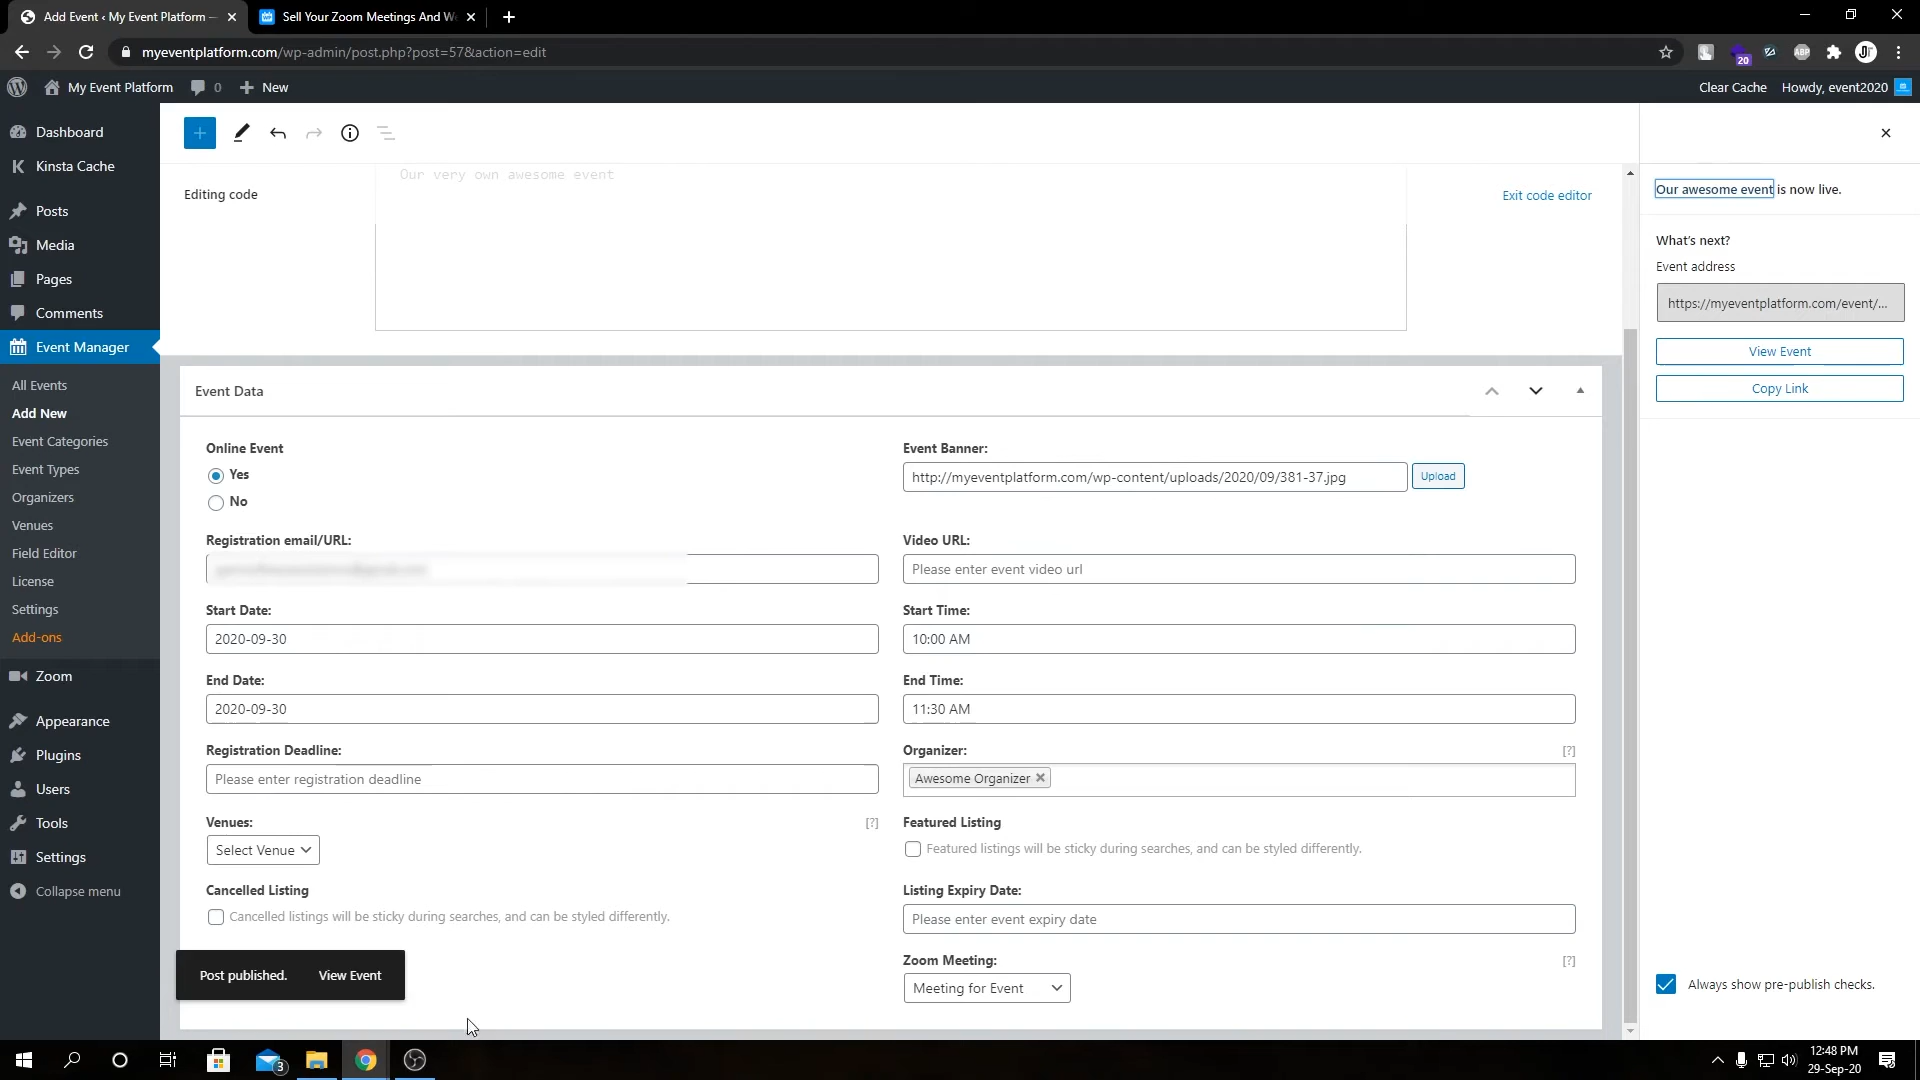 Add Event ‹ My Event Platform —
Sell Your Zoom Meetings And We
myeventplatform.com/wp-admin/post.php?post=57&action=edit
20
ABP
My Event Platform
0
New
Clear Cache
Howdy, event2020
Dashboard
Kinsta Cache
Posts
Media
Pages
Comments
Event Manager
All Events
Add New
Event Categories
Event Types
Organizers
Venues
Field Editor
License
Settings
Add-ons
Zoom
Appearance
Plugins
Users
Tools
Settings
Collapse menu
Editing code
Our very own awesome event
Exit code editor
Event Data
Online Event
Yes
No
Event Banner:
http://myeventplatform.com/wp-content/uploads/2020/09/381-37.jpg
Upload
Registration email/URL:
Video URL:
Please enter event video url
Start Date:
2020-09-30
Start Time:
10:00 AM
End Date:
2020-09-30
End Time:
11:30 AM
Registration Deadline:
Please enter registration deadline
Organizer:
[?]
Awesome Organizer
Venues:
[?]
Select Venue
Featured Listing
Featured listings will be sticky during searches, and can be styled differently.
Cancelled Listing
Cancelled listings will be sticky during searches, and can be styled differently.
Listing Expiry Date:
Please enter event expiry date
Zoom Meeting:
[?]
Meeting for Event
Post published.
View Event
Our awesome event is now live.
What's next?
Event address
https://myeventplatform.com/event/...
View Event
Copy Link
Always show pre-publish checks.
3
12:48 PM
29-Sep-20